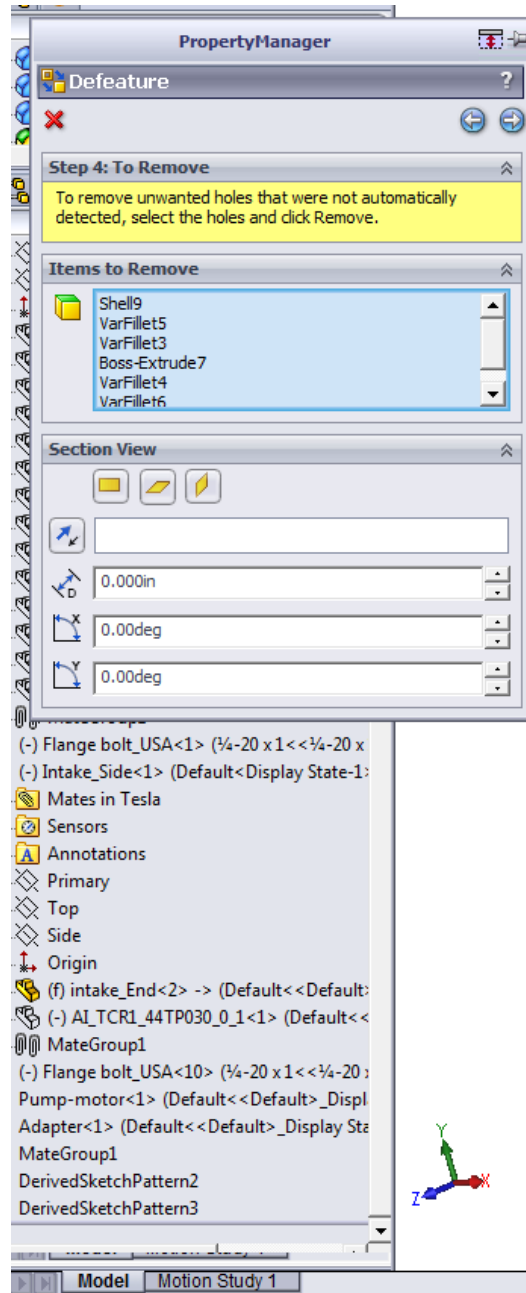 PropertyManager
Defeature
?
Step 4: To Remove
To remove unwanted holes that were not automatically
detected, select the holes and click Remove.
Items to Remove
Shell9
VarFillet5
VarFillet3
Boss-Extrude7
VarFillet4
VarFillet6
Section View
D
0.000in
X
0.00deg
Y
0.00deg
(-) Flange bolt_USA<1> (¼-20 x 1<<¼-20 x
(-) Intake_Side<1> (Default<Display State-1>
Mates in Tesla
Sensors
A Annotations
Primary
Top
Side
Origin
(f) intake_End<2> -> (Default<<Default>
(-) AI_TCR1_44TP030_0_1<1> (Default<<
MateGroup1
(-) Flange bolt_USA<10> (¼-20 x 1<<¼-20
Pump-motor<1> (Default<<Default>_Displ
Adapter<1> (Default<<Default>_Display Sta
MateGroup1
DerivedSketchPattern2
DerivedSketchPattern3
Y
X
Z
Model Motion Study 1